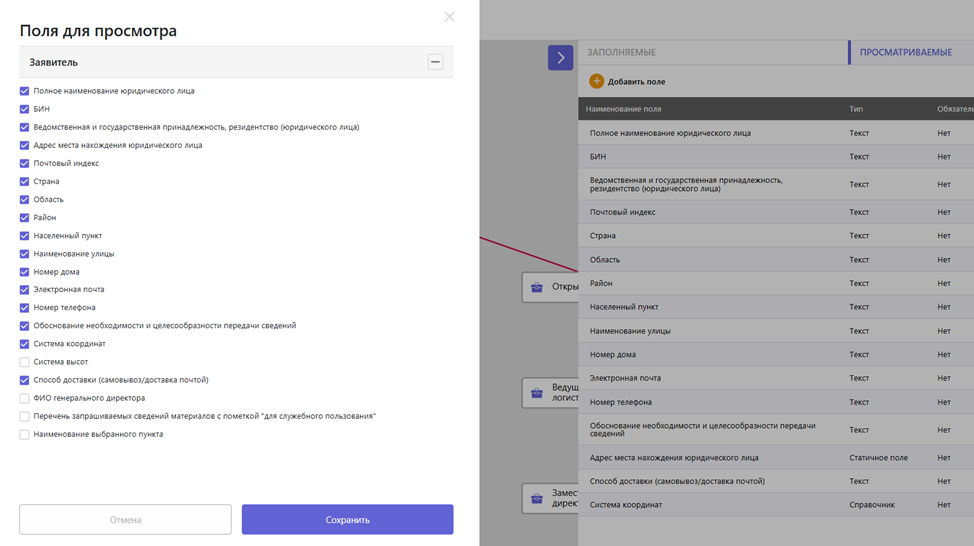 Поля для просмотра
Заявитель
Полное наименование юридического лица
БИН
Ведомственная и государственная принадлежность, резидентство (юридического лица)
Адрес места нахождения юридического лица
Почтовый индекс
Страна
Область
Район
Населенный пункт
Наименование улицы
Номер дома
Электронная почта
Номер телефона
Обоснование необходимости и целесообразности передачи сведений
Система координат
Система высот
Способ доставки (самовывоз/доставка почтой)
ФИО генерального директора
Перечень запрашиваемых сведений материалов с пометкой "для служебного пользования"
Наименование выбранного пункта
Отмена
Сохранить
Откры
Ведущ
логист
Замест
директ
ЗАПОЛНЯЕМЫЕ
ПРОСМАТРИВАЕМЫЕ
Добавить поле
Наименование поля Тип Обязатель
Полное наименование юридического лица Текст Нет
БИН Текст Нет
Ведомственная и государственная принадлежность,
резидентство (юридического лица) Текст Нет
Почтовый индекс Текст Нет
Страна Текст Нет
Область Текст Нет
Район Текст Нет
Населенный пункт Текст Нет
Наименование улицы Текст Нет
Номер дома Текст Нет
Электронная почта Текст Нет
Номер телефона Текст Нет
Обоснование необходимости и целесообразности передачи
сведений Текст Нет
Адрес места нахождения юридического лица Статичное поле Нет
Способ доставки (самовывоз/доставка почтой) Текст Нет
Система координат Справочник Нет